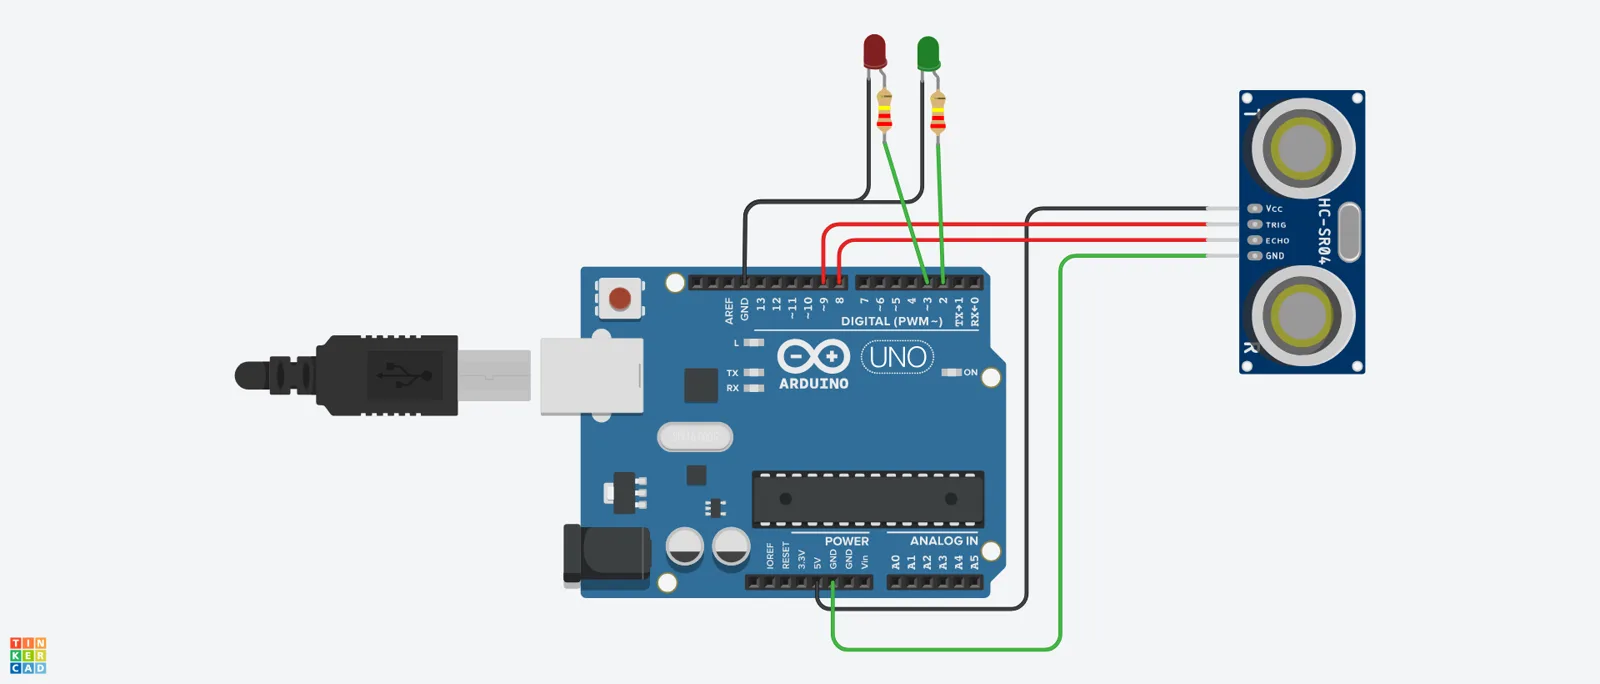 T
Vcc
TRIG
ECHO
GND
HC-SR04
R
AREF
GND
13
12
~11
~10
~9
8
7
~6
~5
4
~3
2
TX→1
RX←0
DIGITAL (PWM~)
L
TX
RX
ARDUINO
UNO
ON
POWER
ANALOG IN
IOREF
RESET
3.3V
5V
GND
GND
Vin
A0
A1
A2
A3
A4
A5
TIN
KER
CAD